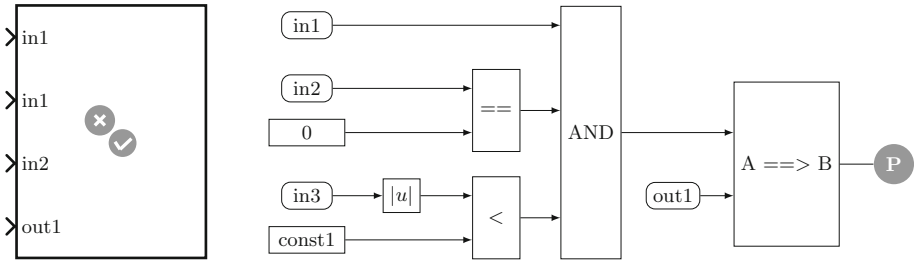 in1
in1
in2
out1
in1
in2
==
0
in3
|u|
<
const1
AND
out1
A ==> B
P